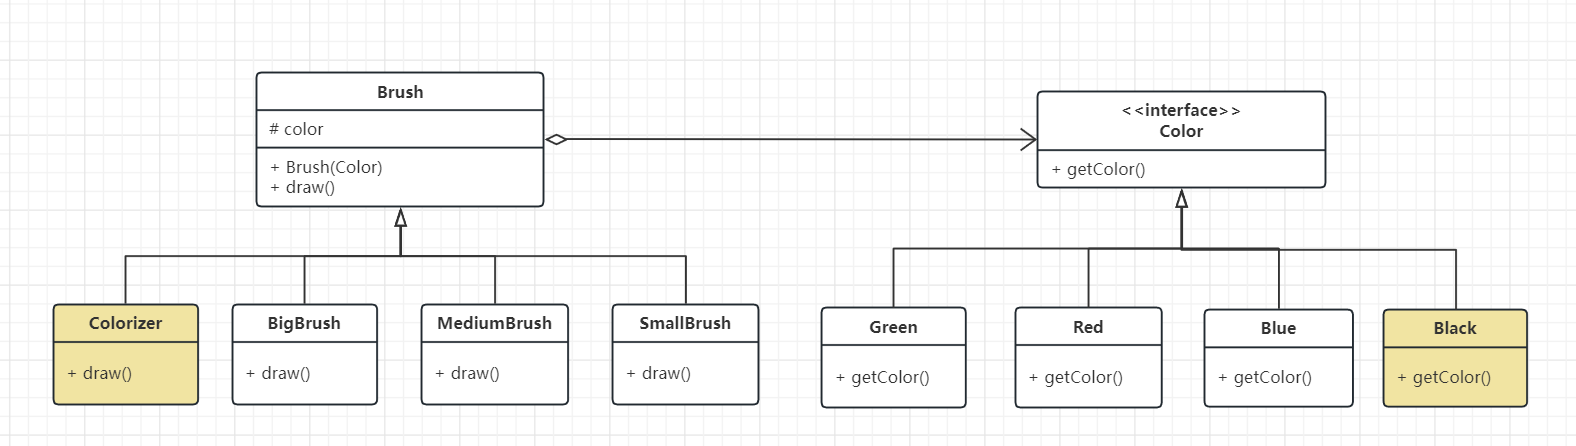 Brush
# color
+ Brush(Color)
+ draw()
<<interface>>
Color
+ getColor()
Colorizer
+ draw()
BigBrush
+ draw()
MediumBrush
+ draw()
SmallBrush
+ draw()
Green
+ getColor()
Red
+ getColor()
Blue
+ getColor()
Black
+ getColor()